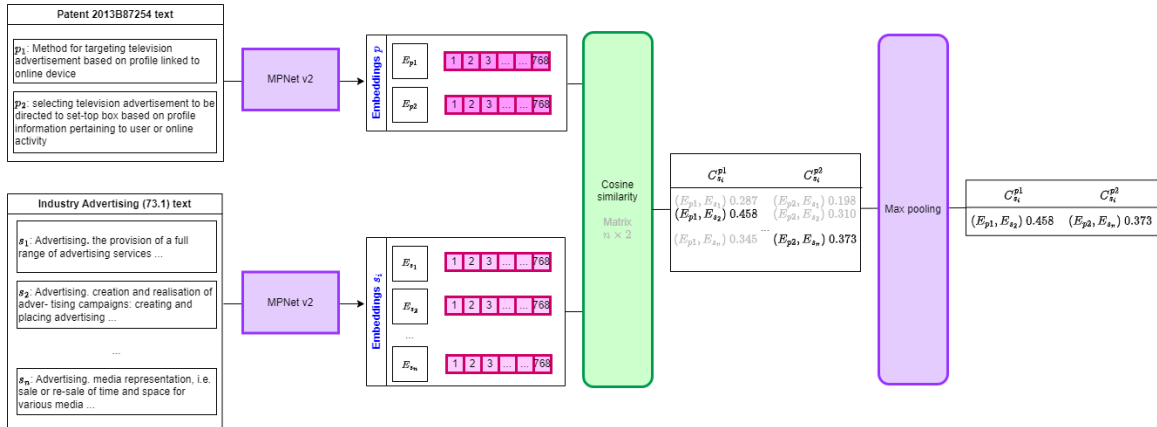 Patent 2013B87254 text
p1: Method for targeting television
advertisement based on profile linked to
online device
p2: selecting television advertisement to be
directed to set-top box based on profile
information pertaining to user or online
activity
MPNet v2
Embeddings p
Ep1
1 2 3 ... ... 768
Ep2
1 2 3 ... ... 768
Industry Advertising (73.1) text
s1: Advertising. the provision of a full
range of advertising services ...
s2: Advertising. creation and realisation of
adver- tising campaigns: creating and
placing advertising ...
...
sn: Advertising. media representation, i.e.
sale or re-sale of time and space for
various media ...
MPNet v2
Embeddings si
Es1
1 2 3 ... ... 768
Es2
1 2 3 ... ... 768
...
Esn
1 2 3 ... ... 768
Cosine
similarity
Matrix
n × 2
C_{si}^{p1} C_{si}^{p2}
(Ep1, Es1) 0.287 (Ep2, Es1) 0.198
(Ep1, Es2) 0.458 (Ep2, Es2) 0.310
...
(Ep1, Esn) 0.345 (Ep2, Esn) 0.373
Max pooling
C_{si}^{p1} C_{si}^{p2}
(Ep1, Es2) 0.458 (Ep2, Esn) 0.373